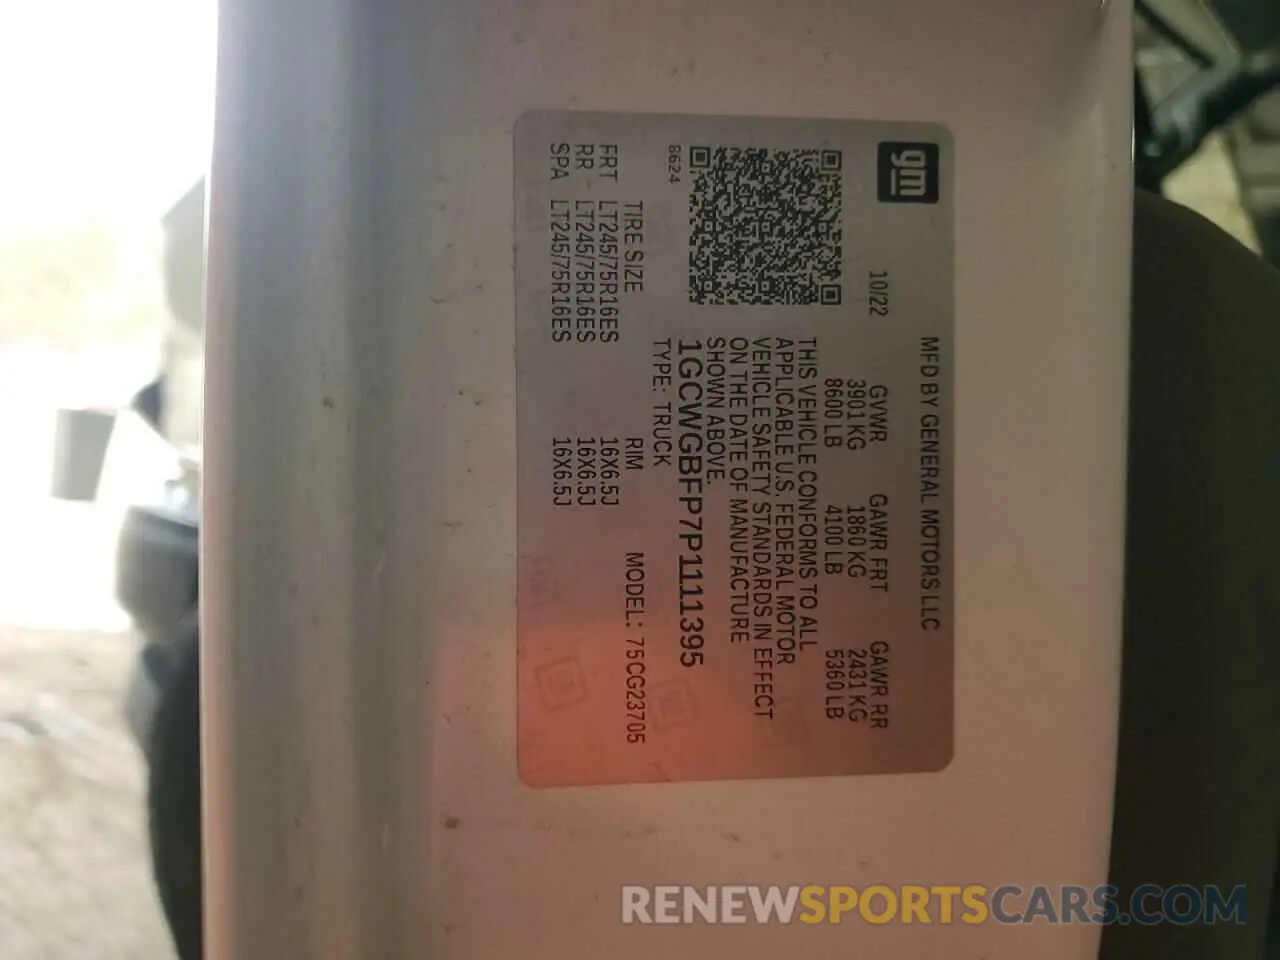 gm
MFD BY GENERAL MOTORS LLC
10/22 GVWR GAWR FRT GAWR RR
3901 KG 1860 KG 2431 KG
8600 LB 4100 LB 5360 LB
THIS VEHICLE CONFORMS TO ALL
APPLICABLE U.S. FEDERAL MOTOR
VEHICLE SAFETY STANDARDS IN EFFECT
ON THE DATE OF MANUFACTURE
SHOWN ABOVE.
1GCWGBFP7P1111395
8624
TYPE: TRUCK
TIRE SIZE RIM MODEL: 75CG23705
FRT LT245/75R16ES 16X6.5J
RR LT245/75R16ES 16X6.5J
SPA LT245/75R16ES 16X6.5J
RENEWSPORTSCARS.COM